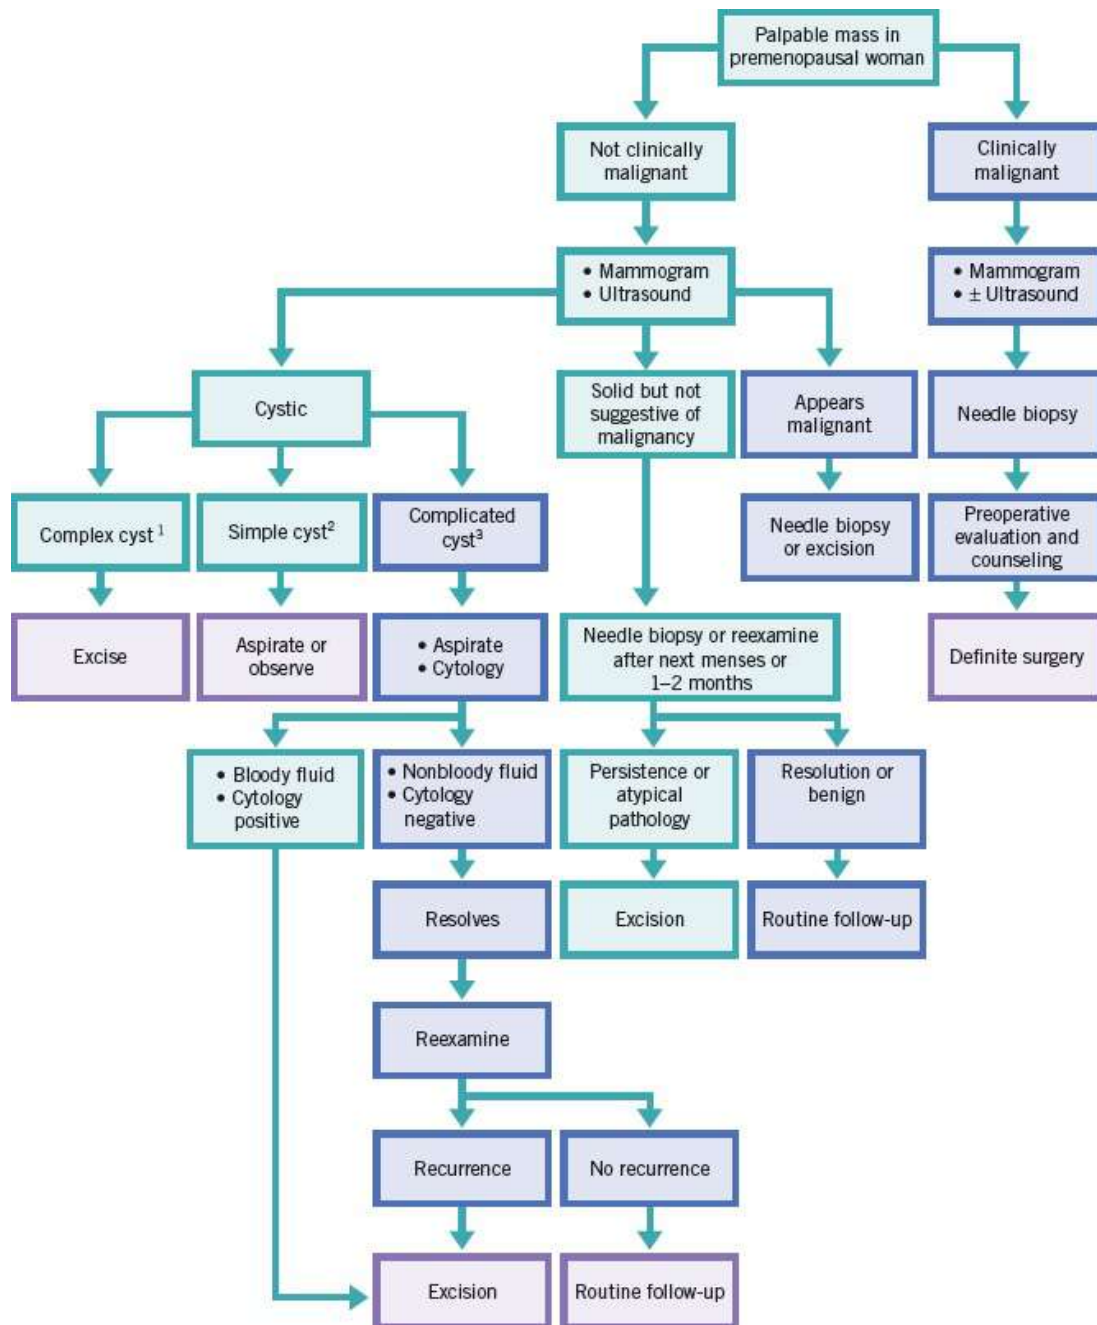 Palpable mass in
premenopausal woman
Not clinically
malignant
Clinically
malignant
• Mammogram
• Ultrasound
• Mammogram
• ± Ultrasound
Cystic
Solid but not
suggestive of
malignancy
Appears
malignant
Needle biopsy
Complex cyst 1
Simple cyst2
Complicated
cyst3
Needle biopsy
or excision
Preoperative
evaluation and
counseling
Excise
Aspirate or
observe
• Aspirate
• Cytology
Needle biopsy or reexamine
after next menses or
1–2 months
Definite surgery
• Bloody fluid
• Cytology
positive
• Nonbloody fluid
• Cytology
negative
Persistence or
atypical
pathology
Resolution or
benign
Resolves
Excision
Routine follow-up
Reexamine
Recurrence
No recurrence
Excision
Routine follow-up